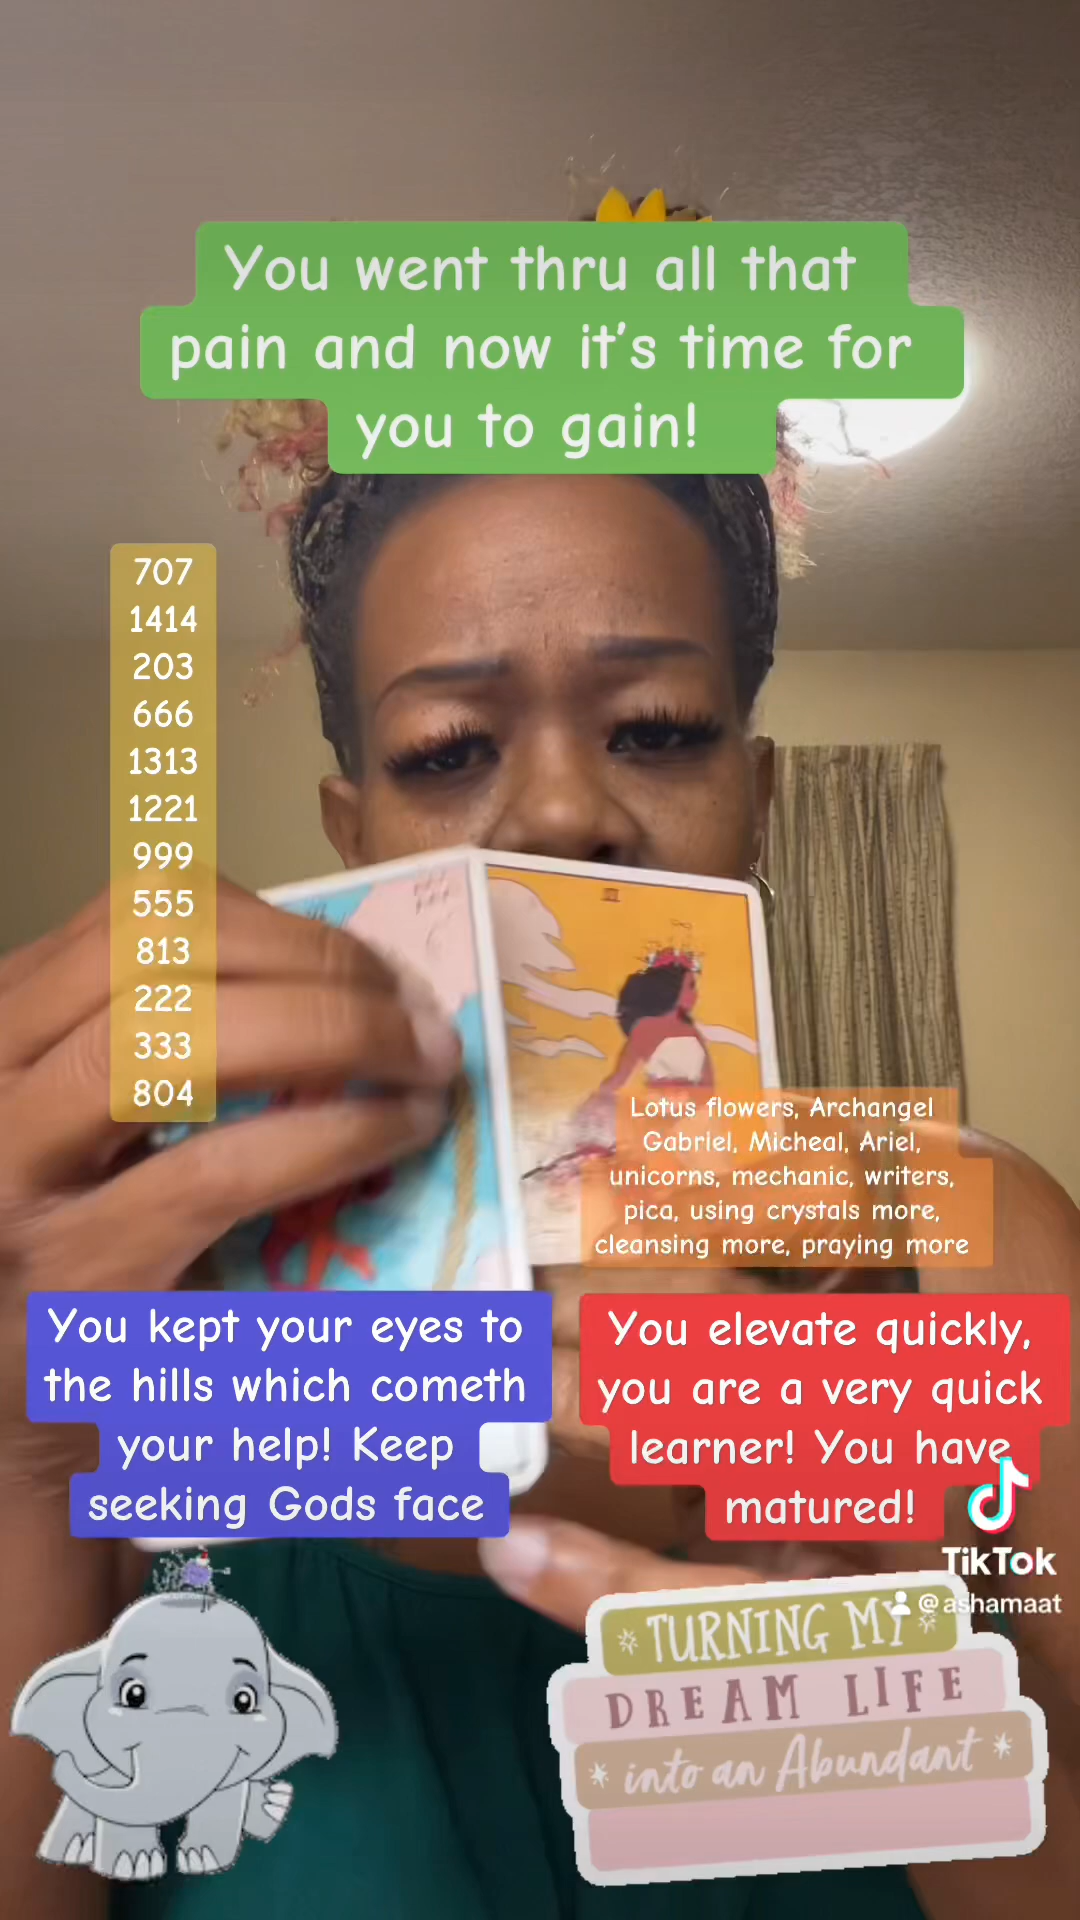 You went thru all that
pain and now it's time for
you to gain!
707
1414
203
666
1313
1221
999
555
813
222
333
804
Lotus flowers, Archangel
Gabriel, Micheal, Ariel,
unicorns, mechanic, writers,
pica, using crystals more,
cleansing more, praying more
You kept your eyes to
the hills which cometh
your help! Keep
seeking Gods face
You elevate quickly,
you are a very quick
learner! You have
matured!
TikTok
@ashamaat
TURNING MY
DREAM LIFE
into an Abundant